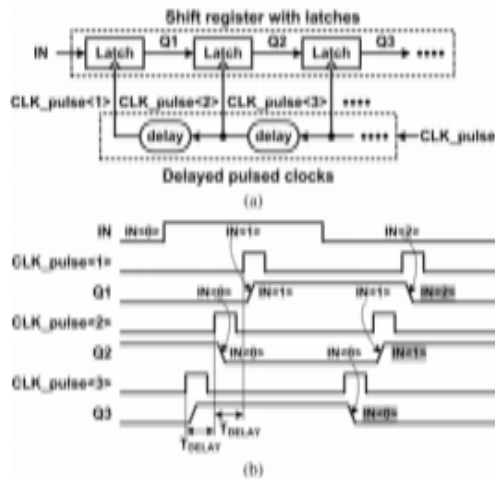 Shift register with latches
IN Latch Q1 Latch Q2 Latch Q3
CLK_pulse<1> CLK_pulse<2> CLK_pulse<3>
delay delay CLK_pulse
Delayed pulsed clocks
(a)
IN IN<0> IN<1> IN<2>
CLK_pulse<1>
Q1 IN<1> IN<2>
CLK_pulse<2> IN<0> IN<1>
Q2 IN<0> IN<1>
CLK_pulse<3> IN<0>
Q3 IN<0>
TDELAY
TDELAY
(b)